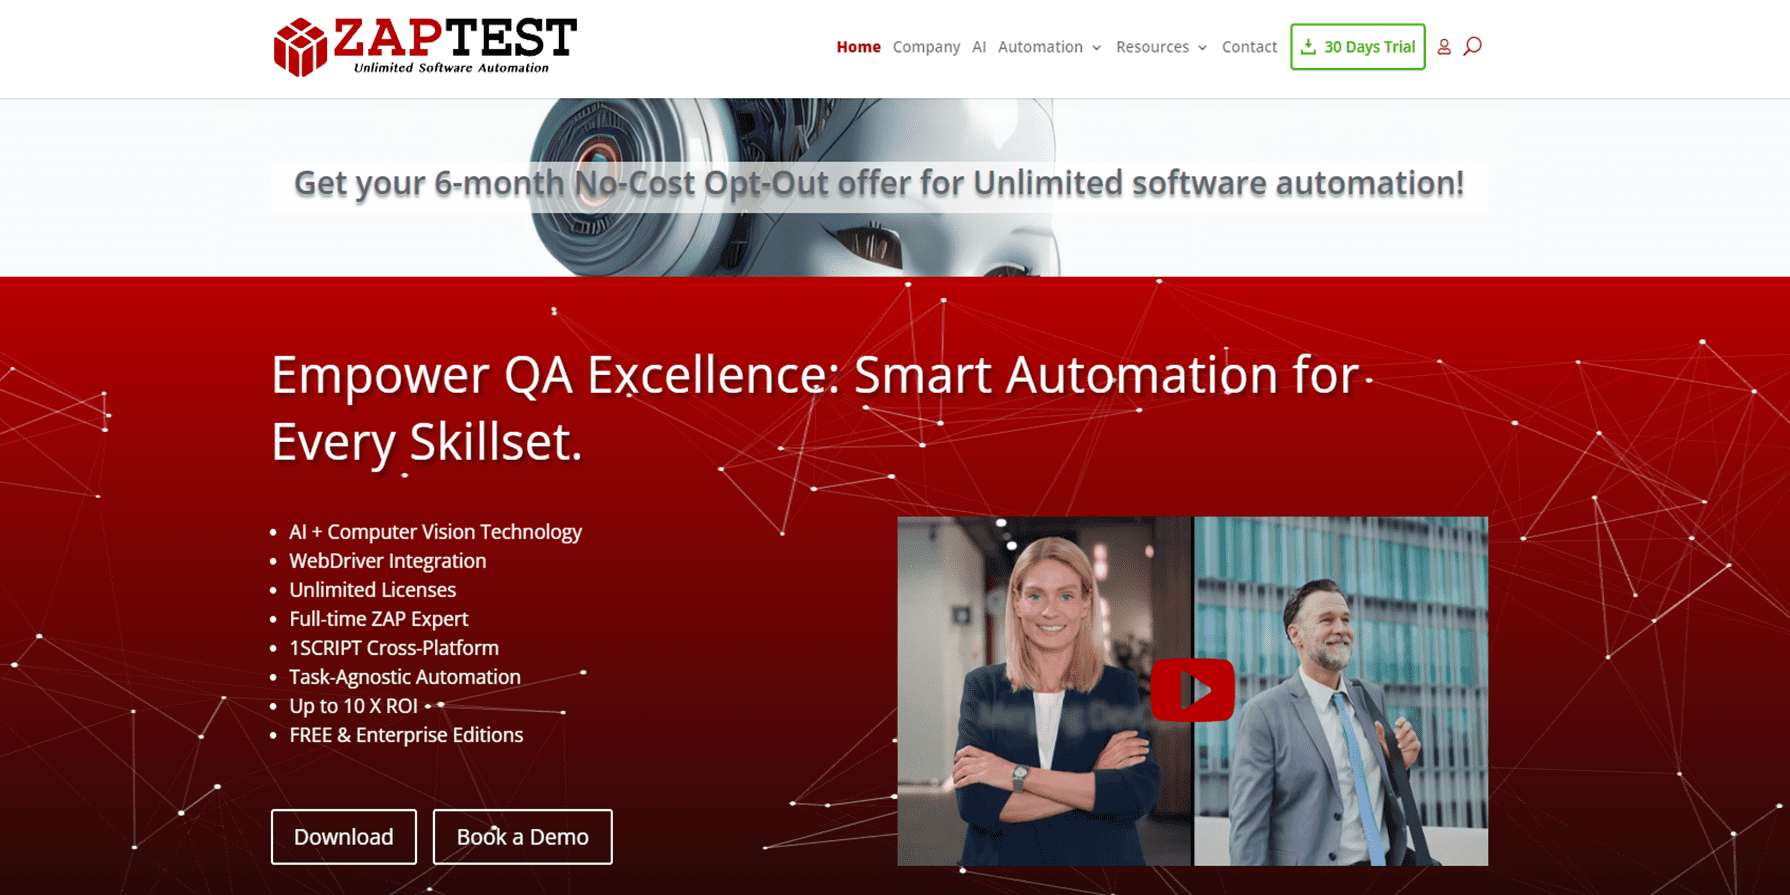 ZAPTEST
Unlimited Software Automation
Home Company AI Automation Resources Contact 30 Days Trial
Get your 6-month No-Cost Opt-Out offer for Unlimited software automation!
Empower QA Excellence: Smart Automation for
Every Skillset.
AI + Computer Vision Technology
WebDriver Integration
Unlimited Licenses
Full-time ZAP Expert
1SCRIPT Cross-Platform
Task-Agnostic Automation
Up to 10 X ROI
FREE & Enterprise Editions
Download Book a Demo